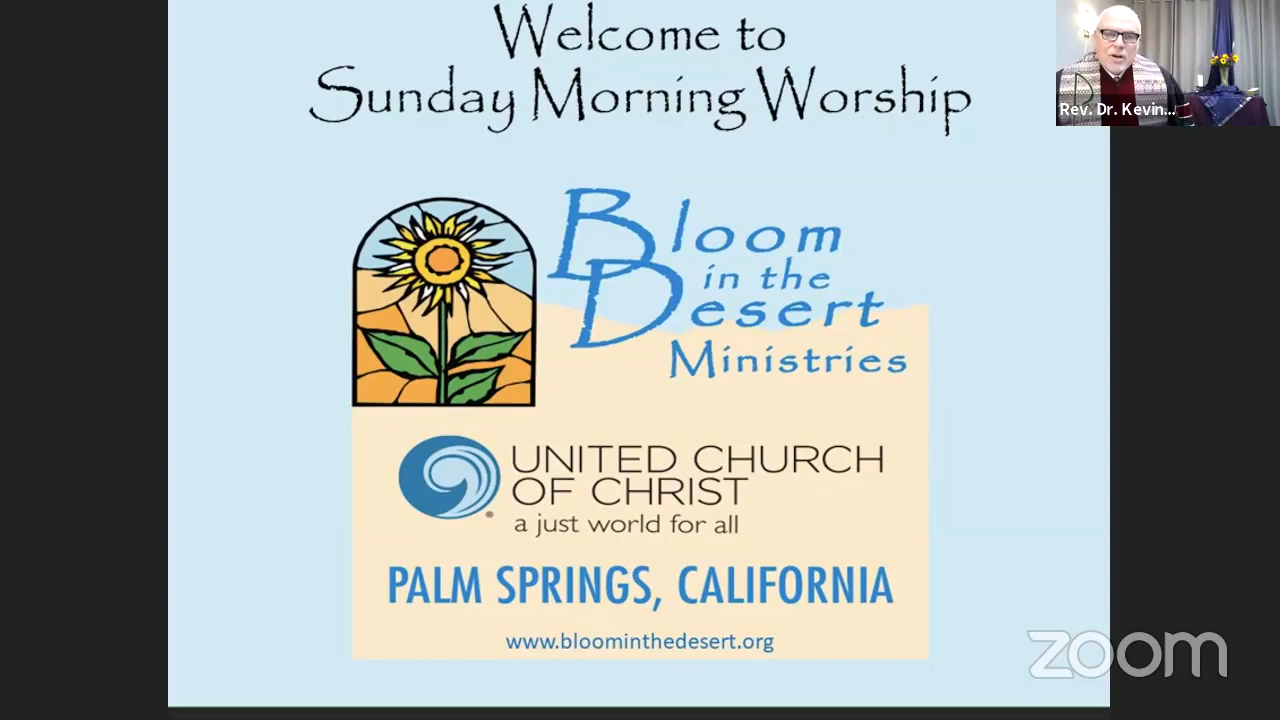 Welcome to
Sunday Morning Worship
Rev. Dr. Kevin...
Bloom
in the
Desert
Ministries
UNITED CHURCH
OF CHRIST
®
a just world for all
PALM SPRINGS, CALIFORNIA
www.bloominthedesert.org
zoom